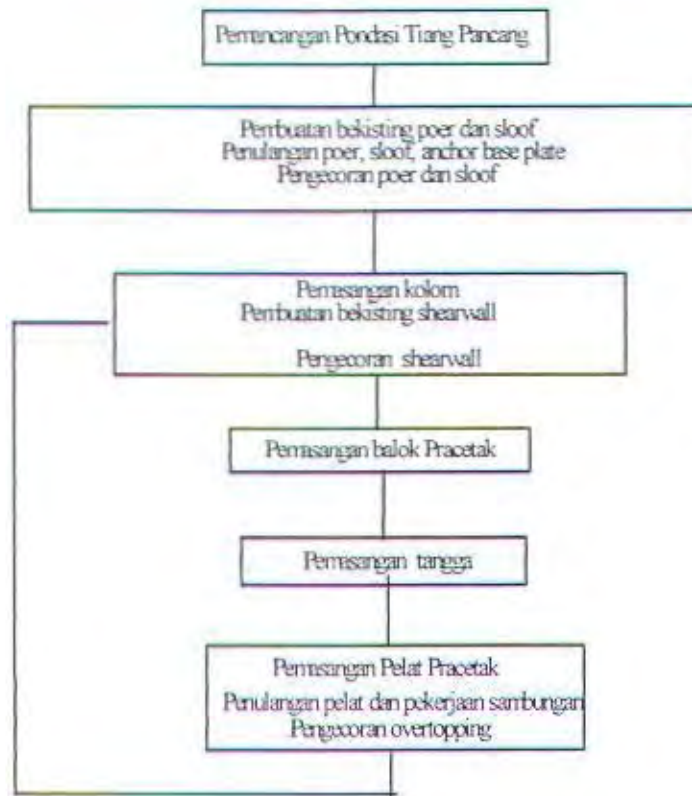 Pemancangan Pondasi Tiang Pancang
Pembuatan bekisting poer dan sloof
Penulangan poer, sloof, anchor base plate
Pengecoran poer dan sloof
Pemasangan kolom
Pembuatan bekisting shearwall
Pengecoran shearwall
Pemasangan balok Pracetak
Pemasangan tangga
Pemasangan Pelat Pracetak
Penulangan pelat dan pekerjaan sambungan
Pengecoran overtopping